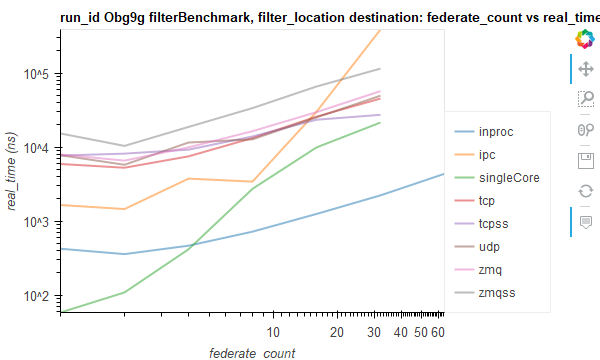 run_id Obg9g filterBenchmark, filter_location destination: federate_count vs real_time
10^5
10^4
10^3
10^2
real_time (ns)
10
20
30
40
50
60
federate_count
inproc
ipc
singleCore
tcp
tcpss
udp
zmq
zmqss